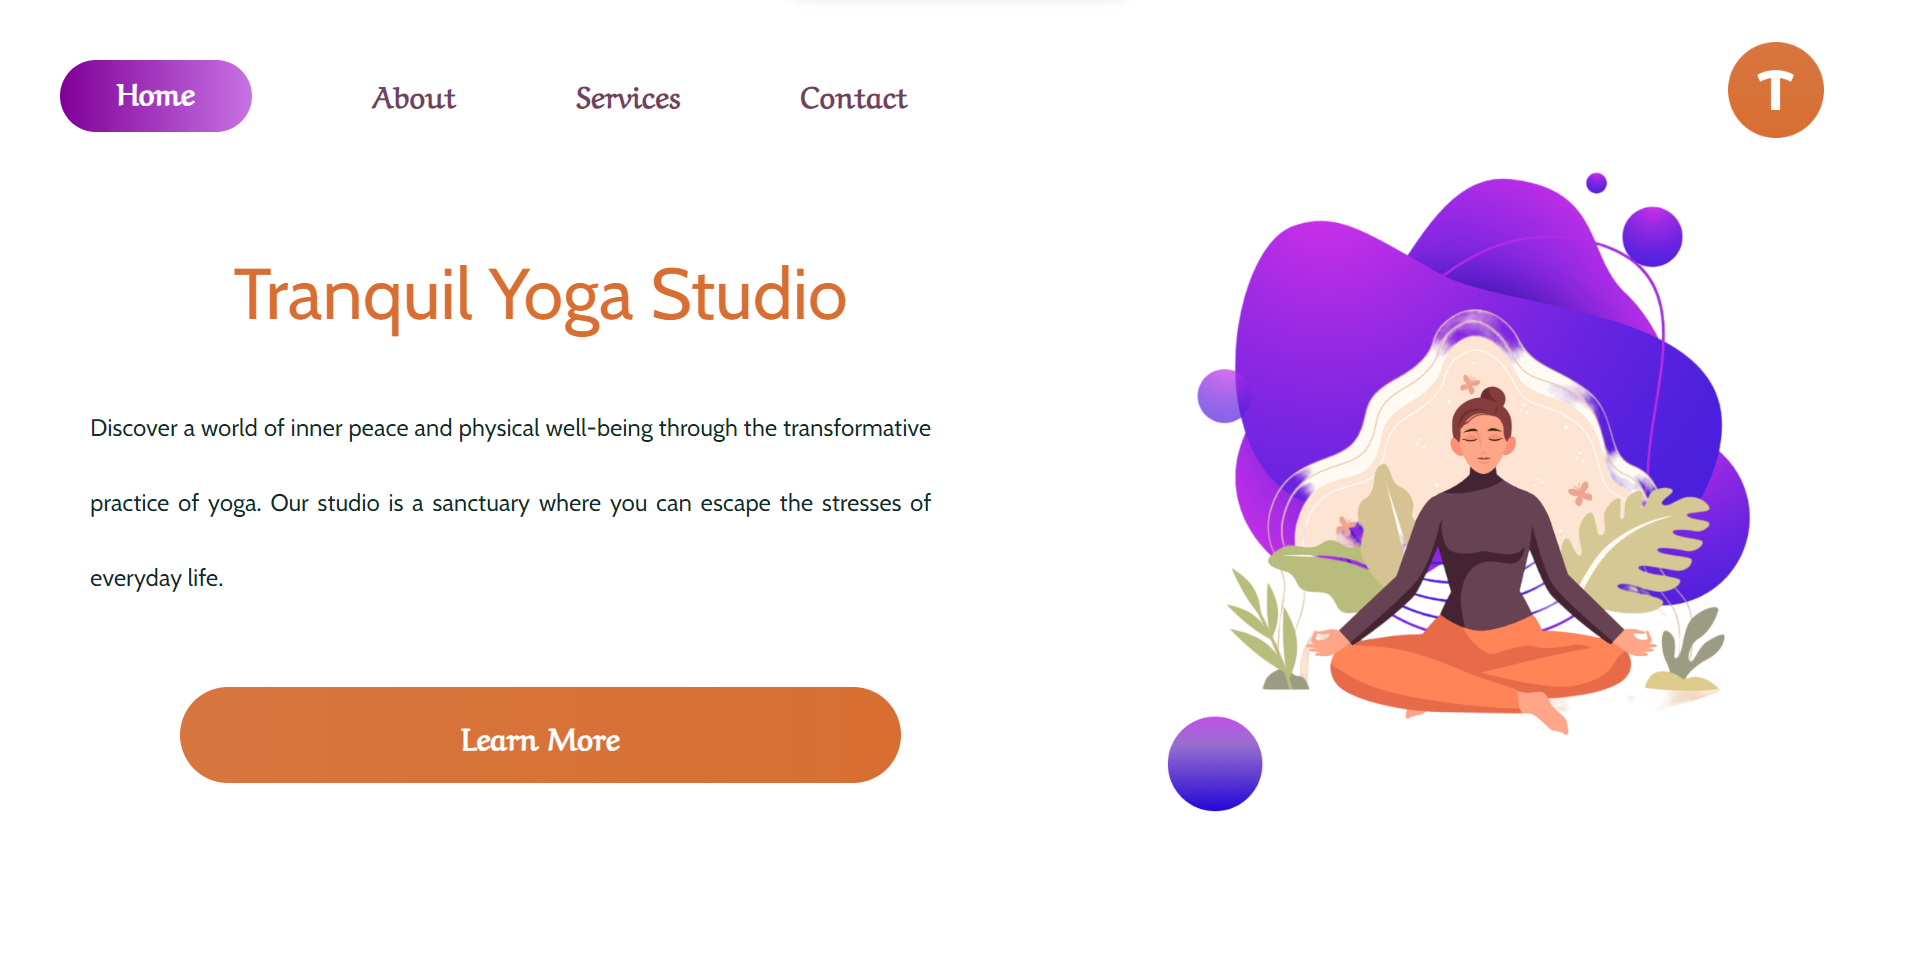 Home About Services Contact
T
Tranquil Yoga Studio
Discover a world of inner peace and physical well-being through the transformative
practice of yoga. Our studio is a sanctuary where you can escape the stresses of
everyday life.
Learn More